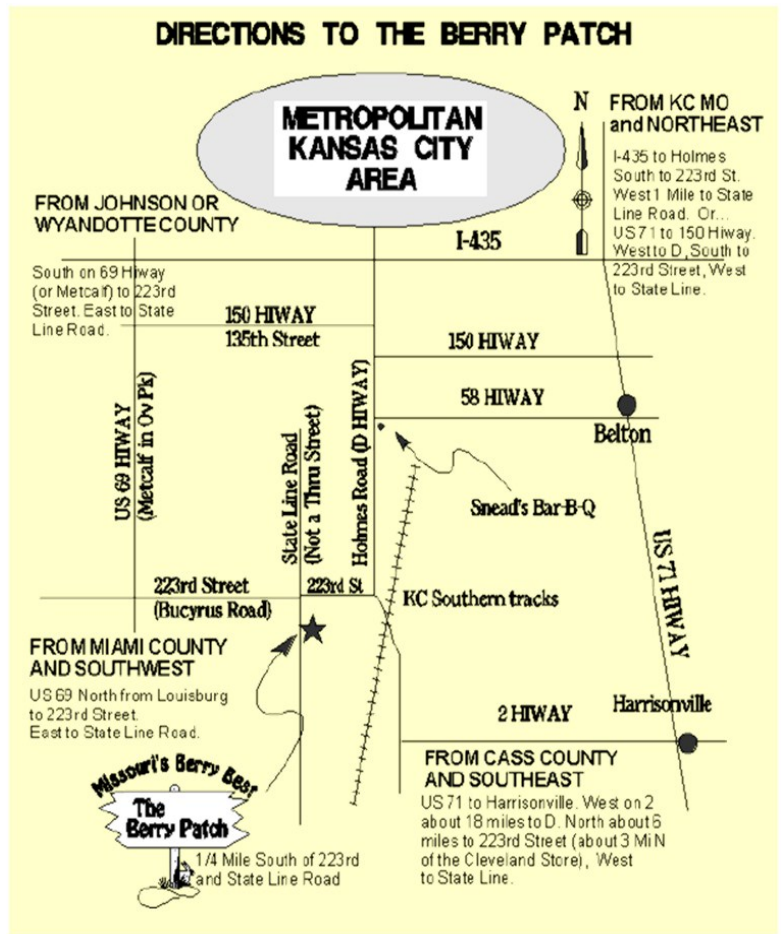 DIRECTIONS TO THE BERRY PATCH
METROPOLITAN
KANSAS CITY
AREA
N
FROM KC MO
and NORTHEAST
I-435 to Holmes
South to 223rd St.
West 1 Mile to State
Line Road. Or...
US 71 to 150 Hiway.
West to D, South to
223rd Street, West
to State Line.
FROM JOHNSON OR
WYANDOTTE COUNTY
South on 69 Hiway
(or Metcalf) to 223rd
Street. East to State
Line Road.
I-435
150 HIWAY
135th Street
150 HIWAY
58 HIWAY
Belton
US 69 HIWAY
(Metcalf in Ov Pk)
State Line Road
(Not a Thru Street)
Holmes Road (D HIWAY)
Snead's Bar-B-Q
US 71 HIWAY
223rd Street
(Bucyrus Road)
223rd St
KC Southern tracks
FROM MIAMI COUNTY
AND SOUTHWEST
US 69 North from Louisburg
to 223rd Street.
East to State Line Road.
2 HIWAY
Harrisonville
FROM CASS COUNTY
AND SOUTHEAST
US 71 to Harrisonville. West on 2
about 18 miles to D. North about 6
miles to 223rd Street (about 3 Mi N
of the Cleveland Store), West
to State Line.
Missouri's Berry Best
The
Berry Patch
1/4 Mile South of 223rd
and State Line Road